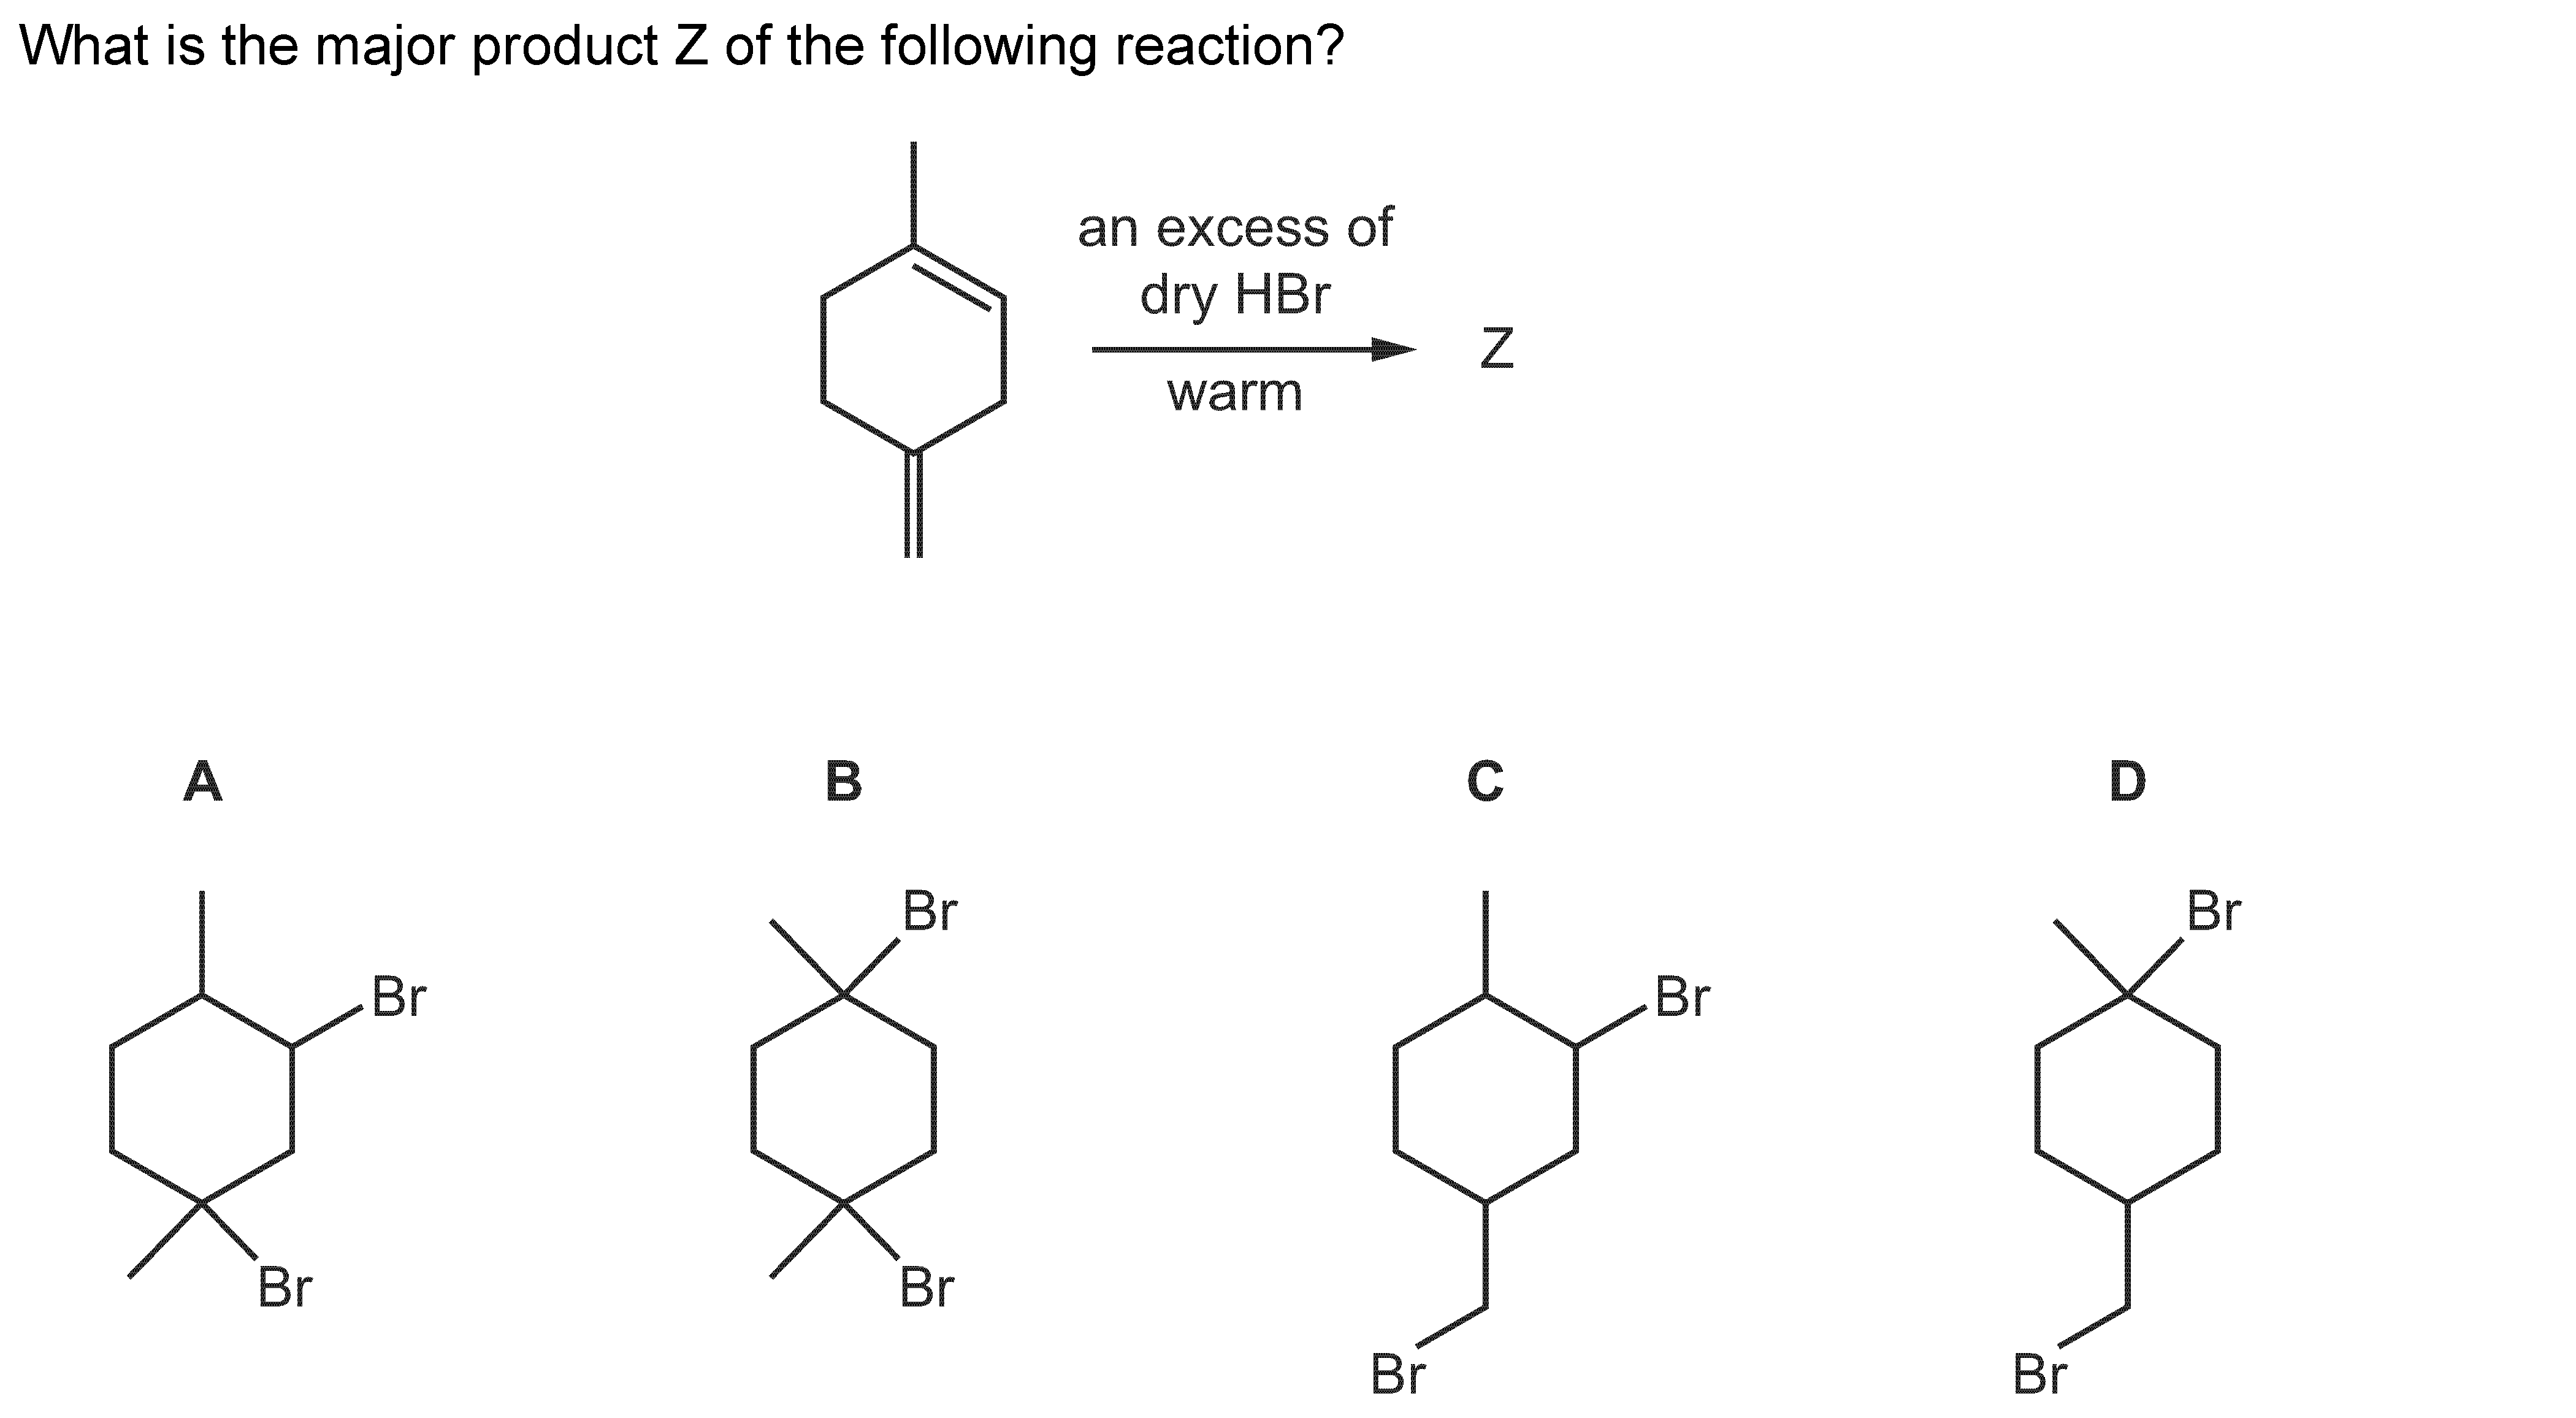 What is the major product Z of the following reaction?
an excess of
dry HBr
warm
Z
A
B
C
D
Br
Br
Br
Br
Br
Br
Br
Br